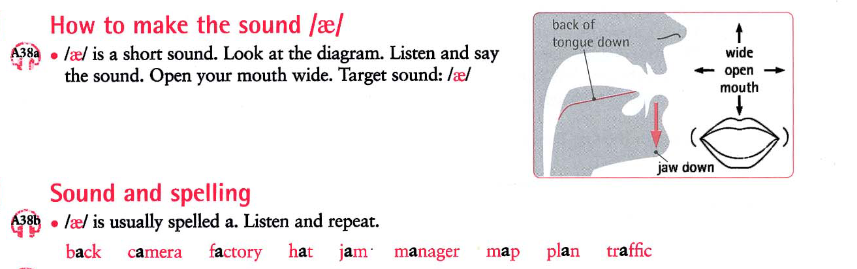 How to make the sound /æ/
A38a • /æ/ is a short sound. Look at the diagram. Listen and say
the sound. Open your mouth wide. Target sound: /æ/
back of
tongue down
jaw down
wide
open
mouth
Sound and spelling
A38b • /æ/ is usually spelled a. Listen and repeat.
back camera factory hat jam manager map plan traffic